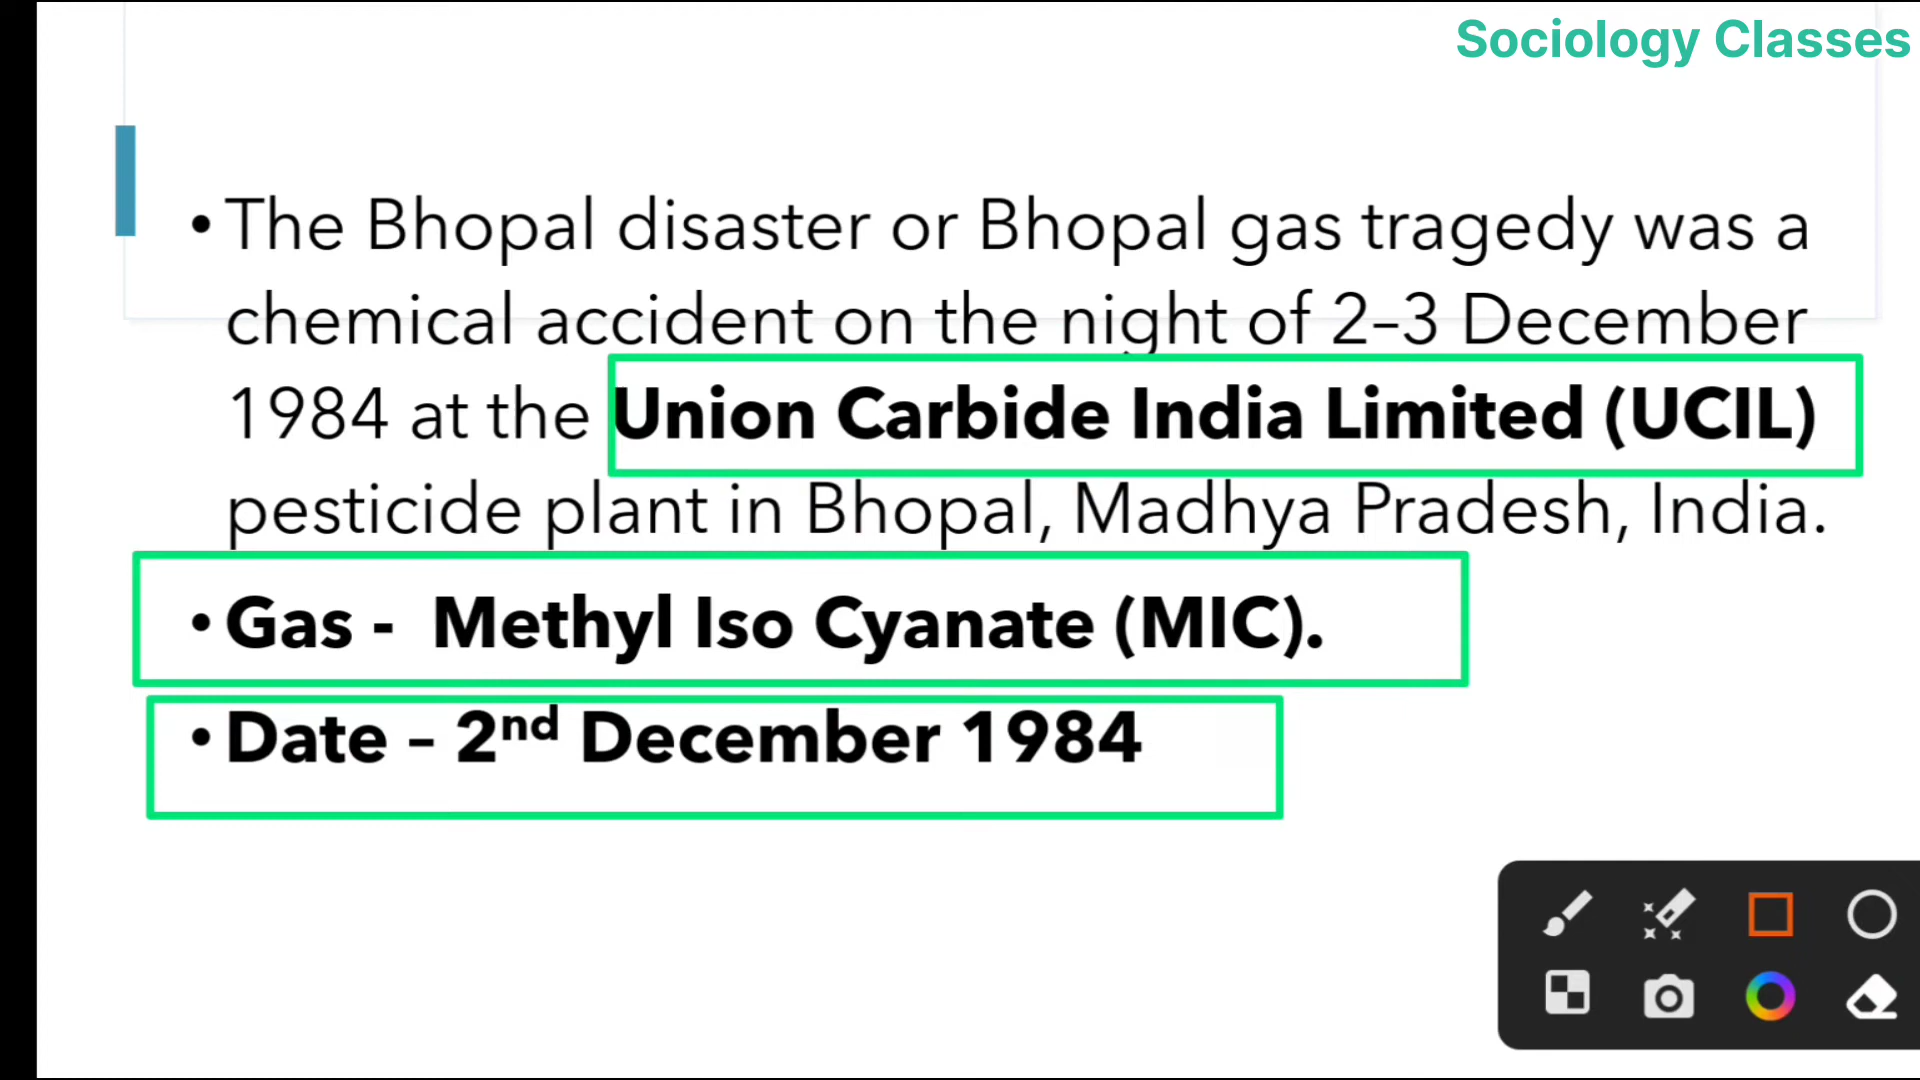 Sociology Classes
• The Bhopal disaster or Bhopal gas tragedy was a
chemical accident on the night of 2–3 December
1984 at the Union Carbide India Limited (UCIL)
pesticide plant in Bhopal, Madhya Pradesh, India.
• Gas - Methyl Iso Cyanate (MIC).
• Date – 2nd December 1984